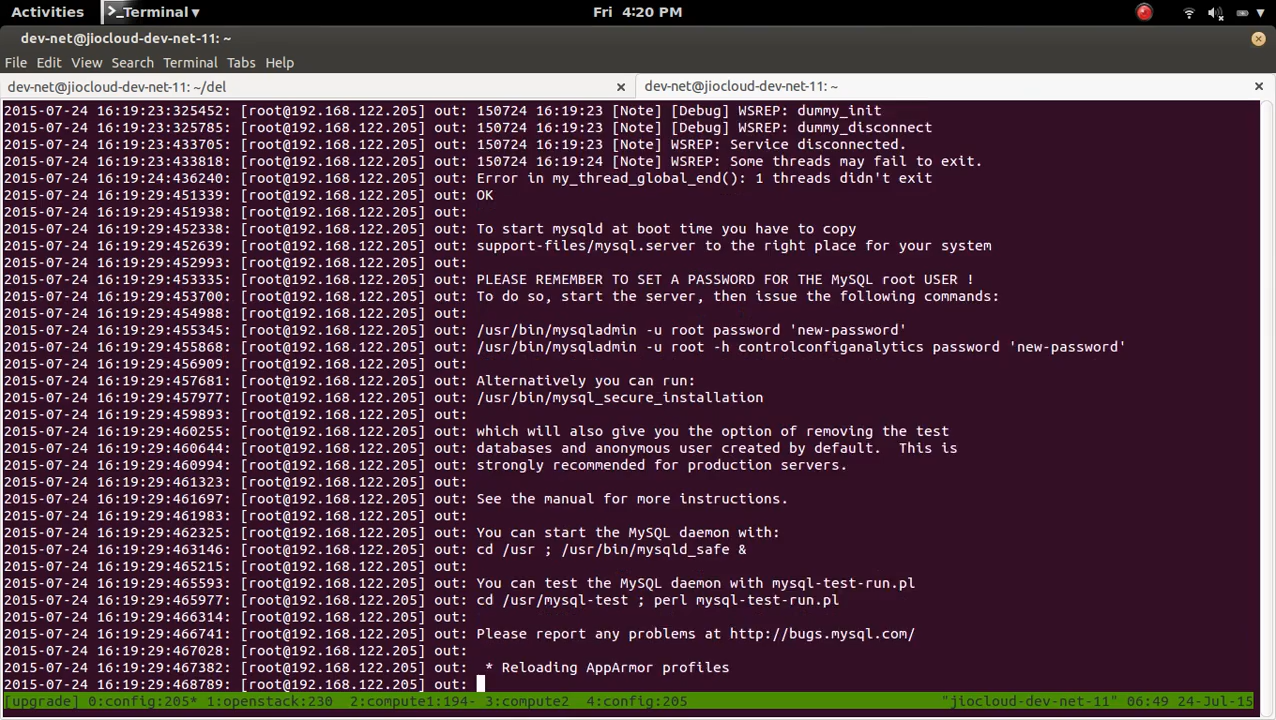 Activities >_Terminal▾ Fri 4:20 PM
dev-net@jiocloud-dev-net-11: ~
File Edit View Search Terminal Tabs Help
dev-net@jiocloud-dev-net-11: ~/del dev-net@jiocloud-dev-net-11: ~
2015-07-24 16:19:23:325452: [root@192.168.122.205] out: 150724 16:19:23 [Note] [Debug] WSREP: dummy_init
2015-07-24 16:19:23:325785: [root@192.168.122.205] out: 150724 16:19:23 [Note] [Debug] WSREP: dummy_disconnect
2015-07-24 16:19:23:433705: [root@192.168.122.205] out: 150724 16:19:23 [Note] WSREP: Service disconnected.
2015-07-24 16:19:23:433818: [root@192.168.122.205] out: 150724 16:19:24 [Note] WSREP: Some threads may fail to exit.
2015-07-24 16:19:24:436240: [root@192.168.122.205] out: Error in my_thread_global_end(): 1 threads didn't exit
2015-07-24 16:19:29:451339: [root@192.168.122.205] out: OK
2015-07-24 16:19:29:451938: [root@192.168.122.205] out:
2015-07-24 16:19:29:452338: [root@192.168.122.205] out: To start mysqld at boot time you have to copy
2015-07-24 16:19:29:452639: [root@192.168.122.205] out: support-files/mysql.server to the right place for your system
2015-07-24 16:19:29:452993: [root@192.168.122.205] out:
2015-07-24 16:19:29:453335: [root@192.168.122.205] out: PLEASE REMEMBER TO SET A PASSWORD FOR THE MySQL root USER !
2015-07-24 16:19:29:453700: [root@192.168.122.205] out: To do so, start the server, then issue the following commands:
2015-07-24 16:19:29:454988: [root@192.168.122.205] out:
2015-07-24 16:19:29:455345: [root@192.168.122.205] out: /usr/bin/mysqladmin -u root password 'new-password'
2015-07-24 16:19:29:455868: [root@192.168.122.205] out: /usr/bin/mysqladmin -u root -h controlconfiganalytics password 'new-password'
2015-07-24 16:19:29:456909: [root@192.168.122.205] out:
2015-07-24 16:19:29:457681: [root@192.168.122.205] out: Alternatively you can run:
2015-07-24 16:19:29:457977: [root@192.168.122.205] out: /usr/bin/mysql_secure_installation
2015-07-24 16:19:29:459893: [root@192.168.122.205] out:
2015-07-24 16:19:29:460255: [root@192.168.122.205] out: which will also give you the option of removing the test
2015-07-24 16:19:29:460644: [root@192.168.122.205] out: databases and anonymous user created by default.  This is
2015-07-24 16:19:29:460994: [root@192.168.122.205] out: strongly recommended for production servers.
2015-07-24 16:19:29:461323: [root@192.168.122.205] out:
2015-07-24 16:19:29:461697: [root@192.168.122.205] out: See the manual for more instructions.
2015-07-24 16:19:29:461983: [root@192.168.122.205] out:
2015-07-24 16:19:29:462325: [root@192.168.122.205] out: You can start the MySQL daemon with:
2015-07-24 16:19:29:463146: [root@192.168.122.205] out: cd /usr ; /usr/bin/mysqld_safe &
2015-07-24 16:19:29:465215: [root@192.168.122.205] out:
2015-07-24 16:19:29:465593: [root@192.168.122.205] out: You can test the MySQL daemon with mysql-test-run.pl
2015-07-24 16:19:29:465977: [root@192.168.122.205] out: cd /usr/mysql-test ; perl mysql-test-run.pl
2015-07-24 16:19:29:466314: [root@192.168.122.205] out:
2015-07-24 16:19:29:466741: [root@192.168.122.205] out: Please report any problems at http://bugs.mysql.com/
2015-07-24 16:19:29:467028: [root@192.168.122.205] out:
2015-07-24 16:19:29:467382: [root@192.168.122.205] out:  * Reloading AppArmor profiles
2015-07-24 16:19:29:468789: [root@192.168.122.205] out:
[upgrade] 0:config:205* 1:openstack:230  2:compute1:194- 3:compute2  4:config:205 "jiocloud-dev-net-11" 06:49 24-Jul-15